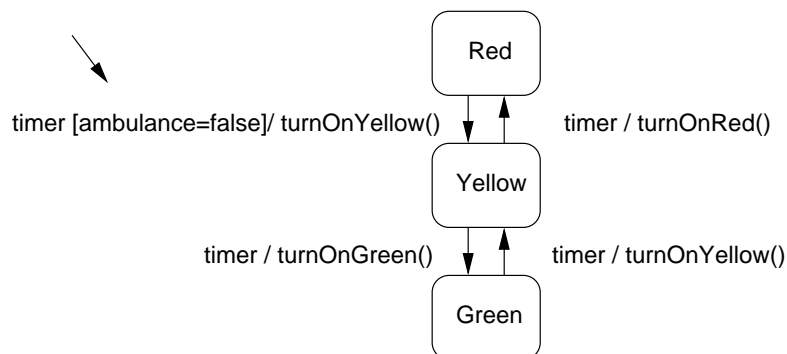 Red
timer [ambulance=false]/ turnOnYellow()
timer / turnOnRed()
Yellow
timer / turnOnGreen()
timer / turnOnYellow()
Green